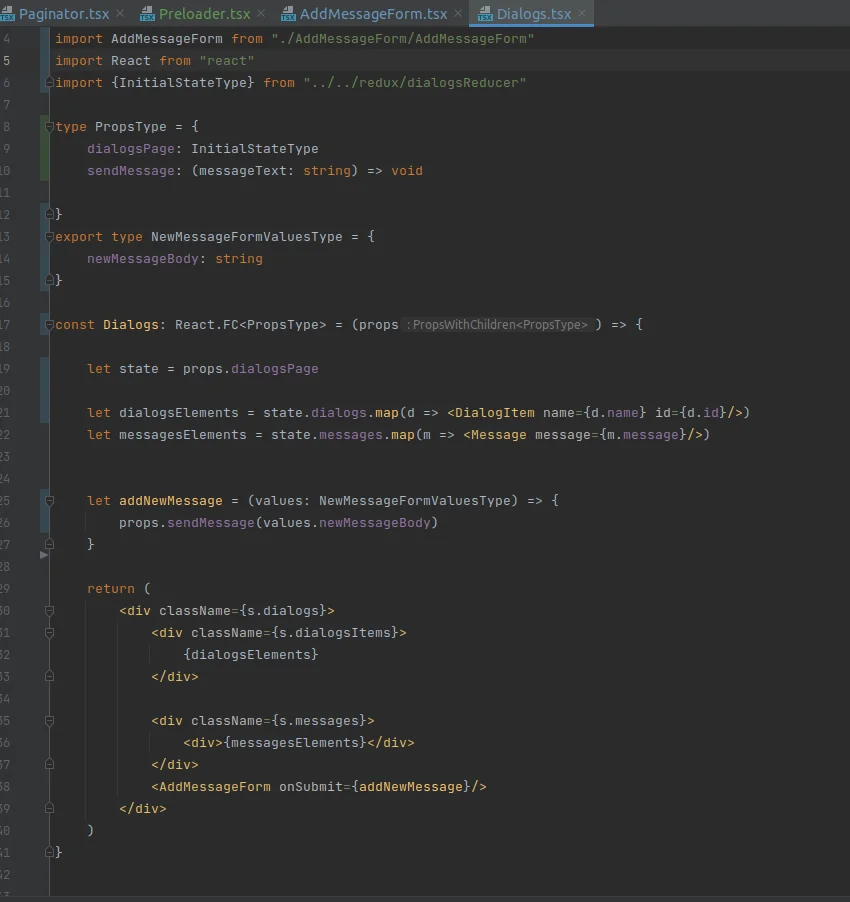 Paginator.tsx × Preloader.tsx × AddMessageForm.tsx × Dialogs.tsx ×
4 import AddMessageForm from "./AddMessageForm/AddMessageForm"
5 import React from "react"
6 import {InitialStateType} from "../../redux/dialogsReducer"
7
8 type PropsType = {
9 dialogsPage: InitialStateType
10 sendMessage: (messageText: string) => void
11
12 }
13 export type NewMessageFormValuesType = {
14 newMessageBody: string
15 }
16
17 const Dialogs: React.FC<PropsType> = (props : PropsWithChildren<PropsType> ) => {
18
19 let state = props.dialogsPage
20
21 let dialogsElements = state.dialogs.map(d => <DialogItem name={d.name} id={d.id}/>)
22 let messagesElements = state.messages.map(m => <Message message={m.message}/>)
23
24
25 let addNewMessage = (values: NewMessageFormValuesType) => {
26 props.sendMessage(values.newMessageBody)
27 }
28
29 return (
30 <div className={s.dialogs}>
31 <div className={s.dialogsItems}>
32 {dialogsElements}
33 </div>
34
35 <div className={s.messages}>
36 <div>{messagesElements}</div>
37 </div>
38 <AddMessageForm onSubmit={addNewMessage}/>
39 </div>
40 )
41 }
42